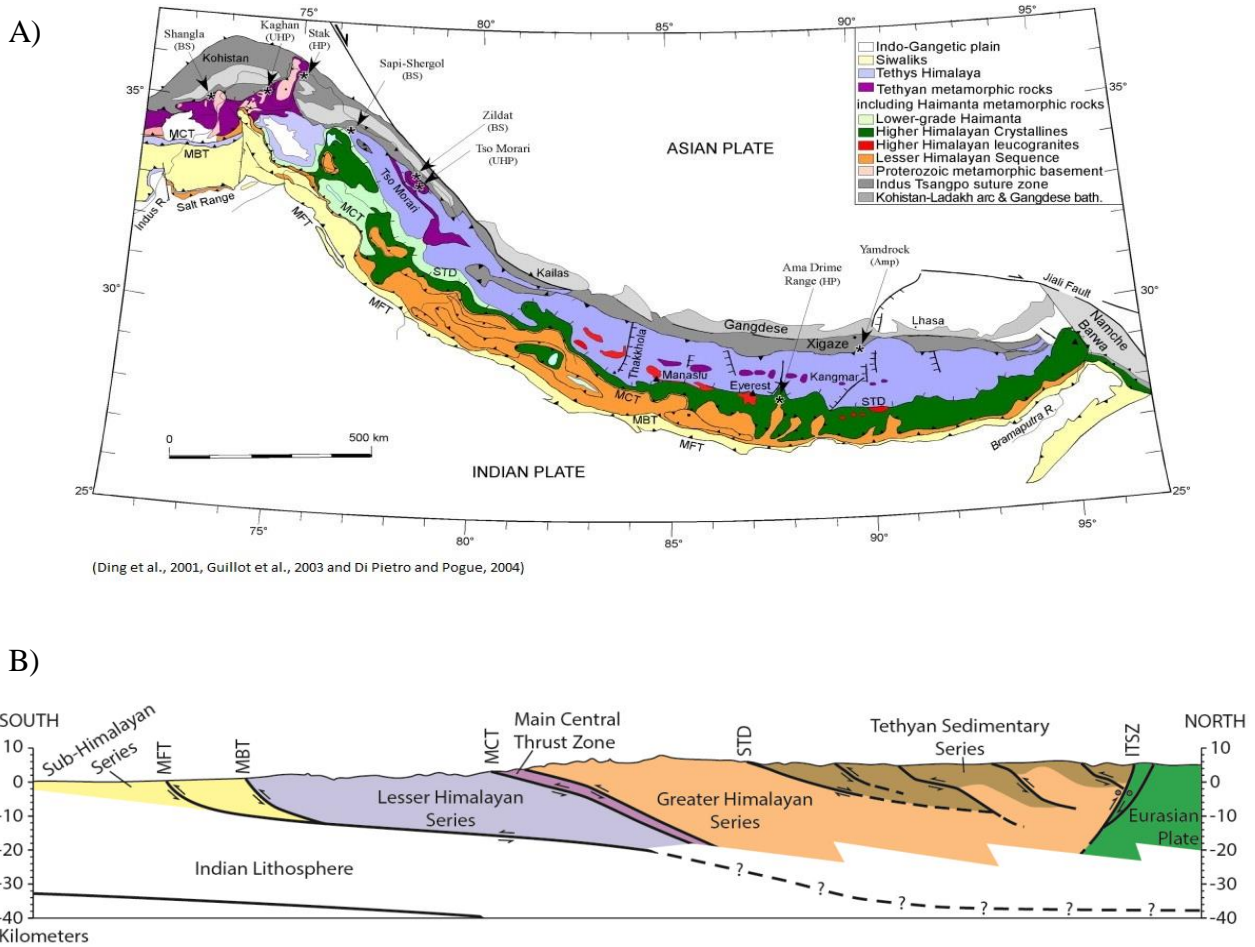 A)
75°
80°
85°
90°
95°
Shangla
(BS)
Kaghan
(UHP)
Stak
(HP)
Kohistan
Sapi-Shergol
(BS)
Zildat
(BS)
Tso Morari
(UHP)
35°
35°
MCT
MBT
Indus R.
Salt Range
Tso Morari
MCT
MFT
STD
ASIAN PLATE
Indo-Gangetic plain
Siwaliks
Tethys Himalaya
Tethyan metamorphic rocks
including Haimanta metamorphic rocks
Lower-grade Haimanta
Higher Himalayan Crystallines
Higher Himalayan leucogranites
Lesser Himalayan Sequence
Proterozoic metamorphic basement
Indus Tsangpo suture zone
Kohistan-Ladakh arc & Gangdese bath.
30°
30°
MFT
Kailas
Ama Drime
Range (HP)
Yamdrock
(Amp)
Jiali Fault
Namche
Barwa
Gangdese
Lhasa
Xigaze
Thakkhola
Manaslu
Everest
Kangmar
STD
MCT
MBT
MFT
Bramaputra R.
0
500 km
INDIAN PLATE
25°
25°
75°
80°
85°
90°
95°
(Ding et al., 2001, Guillot et al., 2003 and Di Pietro and Pogue, 2004)
B)
SOUTH
NORTH
Sub-Himalayan
Series
MFT
MBT
MCT
Main Central
Thrust Zone
STD
Tethyan Sedimentary
Series
ITSZ
10
0
-10
-20
-30
-40
Kilometers
Lesser Himalayan
Series
Greater Himalayan
Series
Eurasian
Plate
Indian Lithosphere
? ? ? ? ? ?
10
0
-10
-20
-30
-40